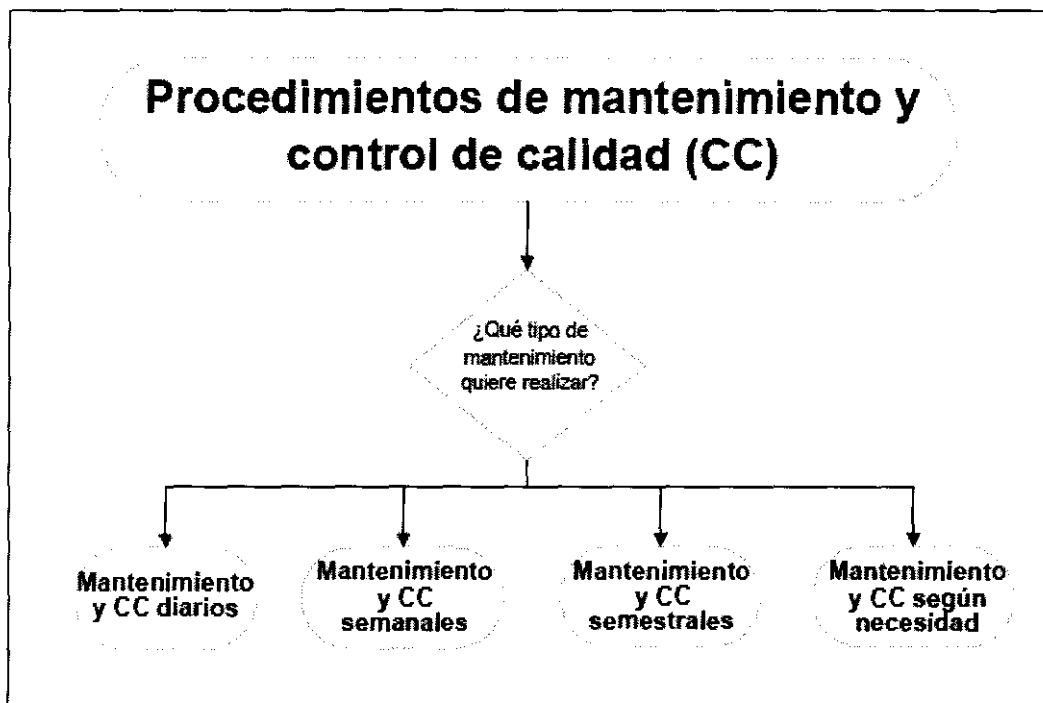 Procedimientos de mantenimiento y
control de calidad (CC)
¿Qué tipo de
mantenimiento
quiere realizar?
Mantenimiento
y CC diarios
Mantenimiento
y CC
semanales
Mantenimiento
y CC
semestrales
Mantenimiento
y CC según
necesidad